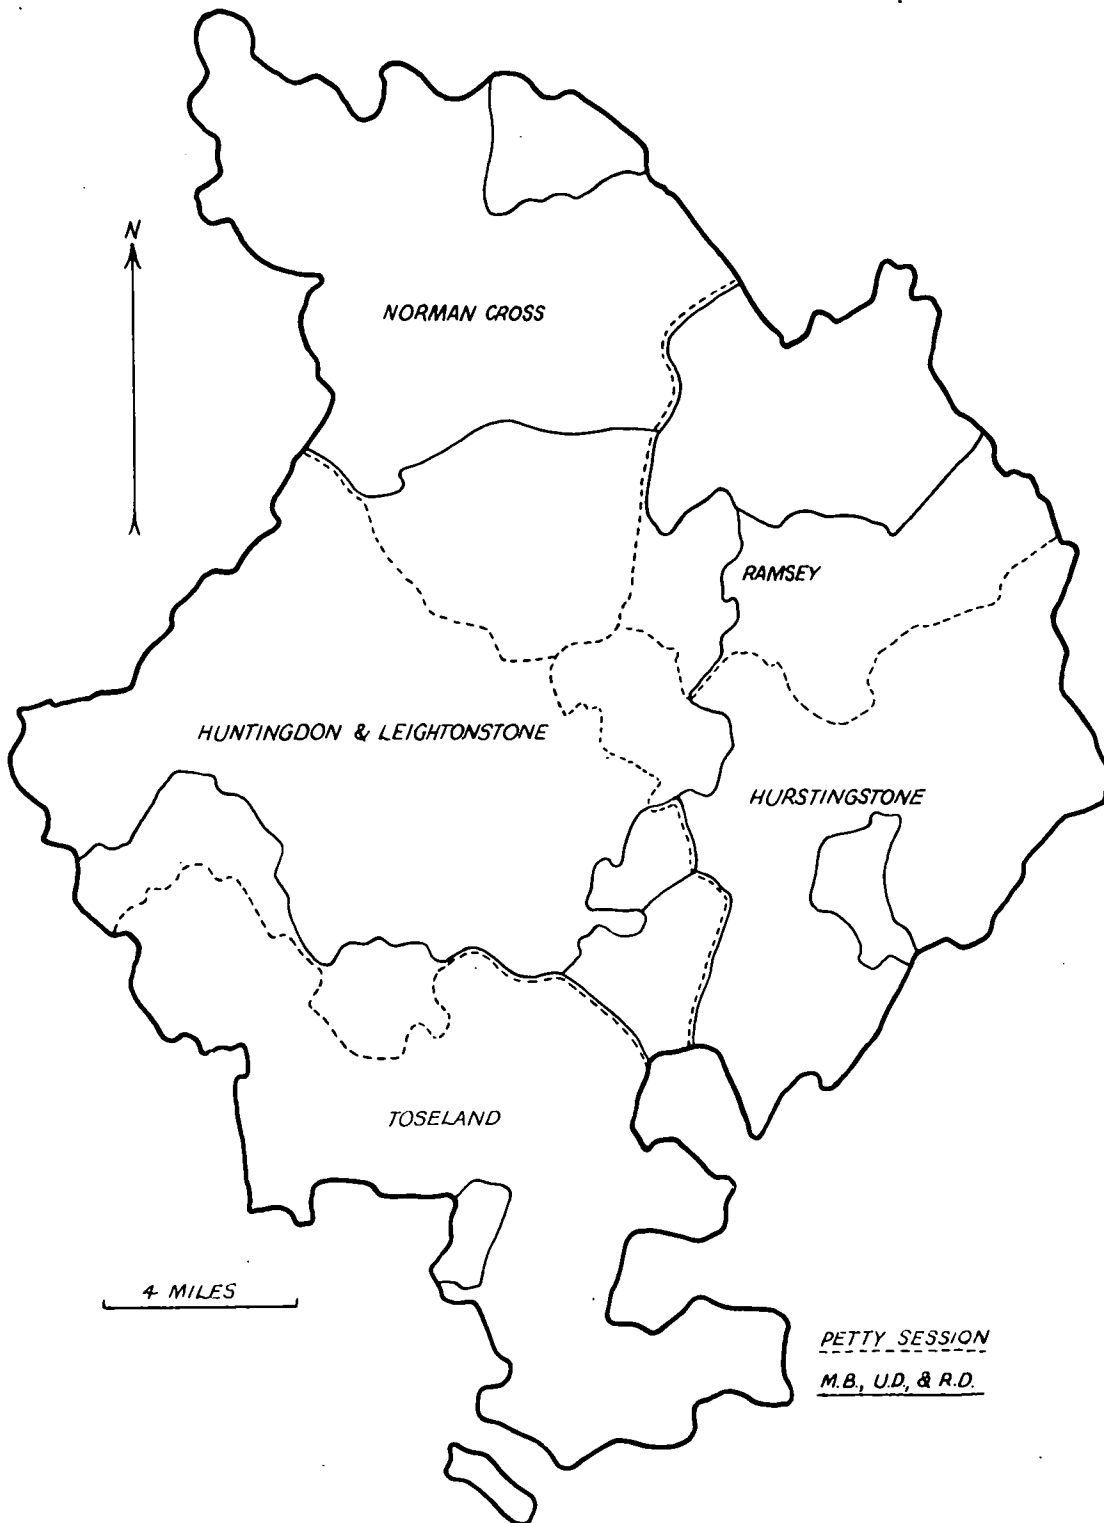 N
NORMAN CROSS
RAMSEY
HUNTINGDON & LEIGHTONSTONE
HURSTINGSTONE
TOSELAND
4 MILES
PETTY SESSION
M.B., U.D., & R.D.